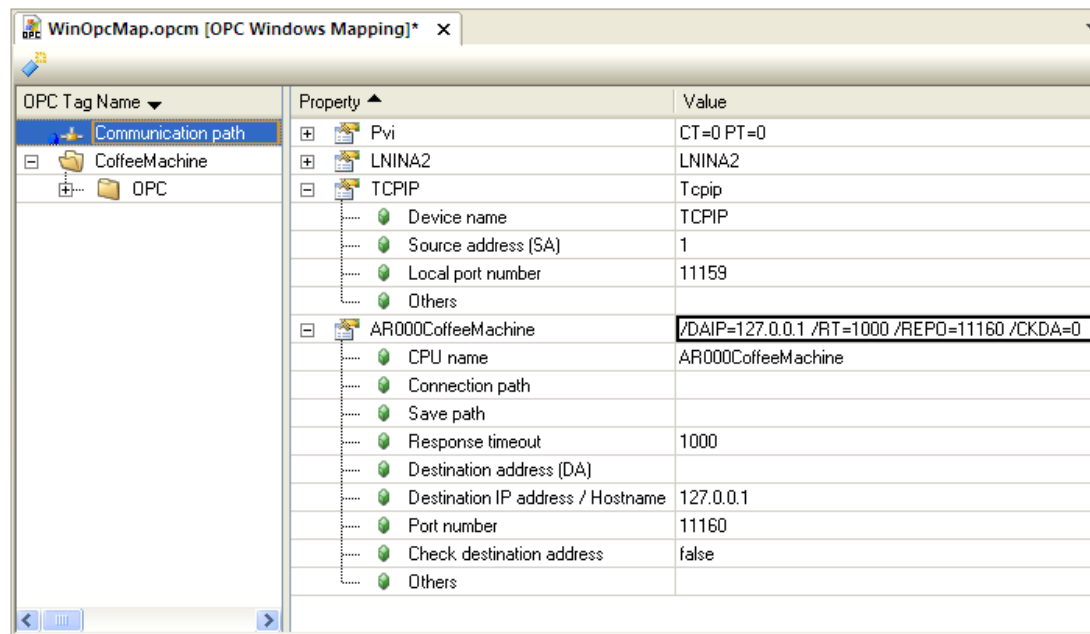 WinOpcMap.opcm [OPC Windows Mapping]* X
OPC Tag Name
Property Value
Communication path
CoffeeMachine
OPC
Pvi CT=0 PT=0
LNINA2 LNINA2
TCPIP Tcpip
Device name TCPIP
Source address (SA) 1
Local port number 11159
Others
AR000CoffeeMachine /DAIP=127.0.0.1 /RT=1000 /REPO=11160 /CKDA=0
CPU name AR000CoffeeMachine
Connection path
Save path
Response timeout 1000
Destination address (DA)
Destination IP address / Hostname 127.0.0.1
Port number 11160
Check destination address false
Others